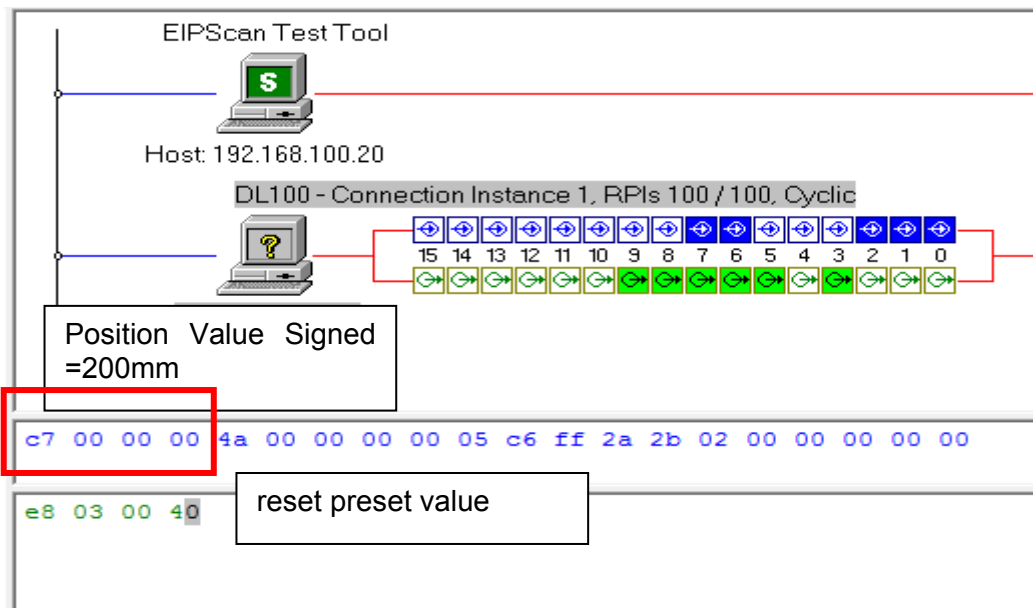 EIPScan Test Tool
S
Host: 192.168.100.20
DL100 - Connection Instance 1, RPIs 100 / 100, Cyclic
?
15 14 13 12 11 10 9 8 7 6 5 4 3 2 1 0
Position Value Signed
=200mm
c7 00 00 00 4a 00 00 00 00 05 c6 ff 2a 2b 02 00 00 00 00 00
reset preset value
e8 03 00 40